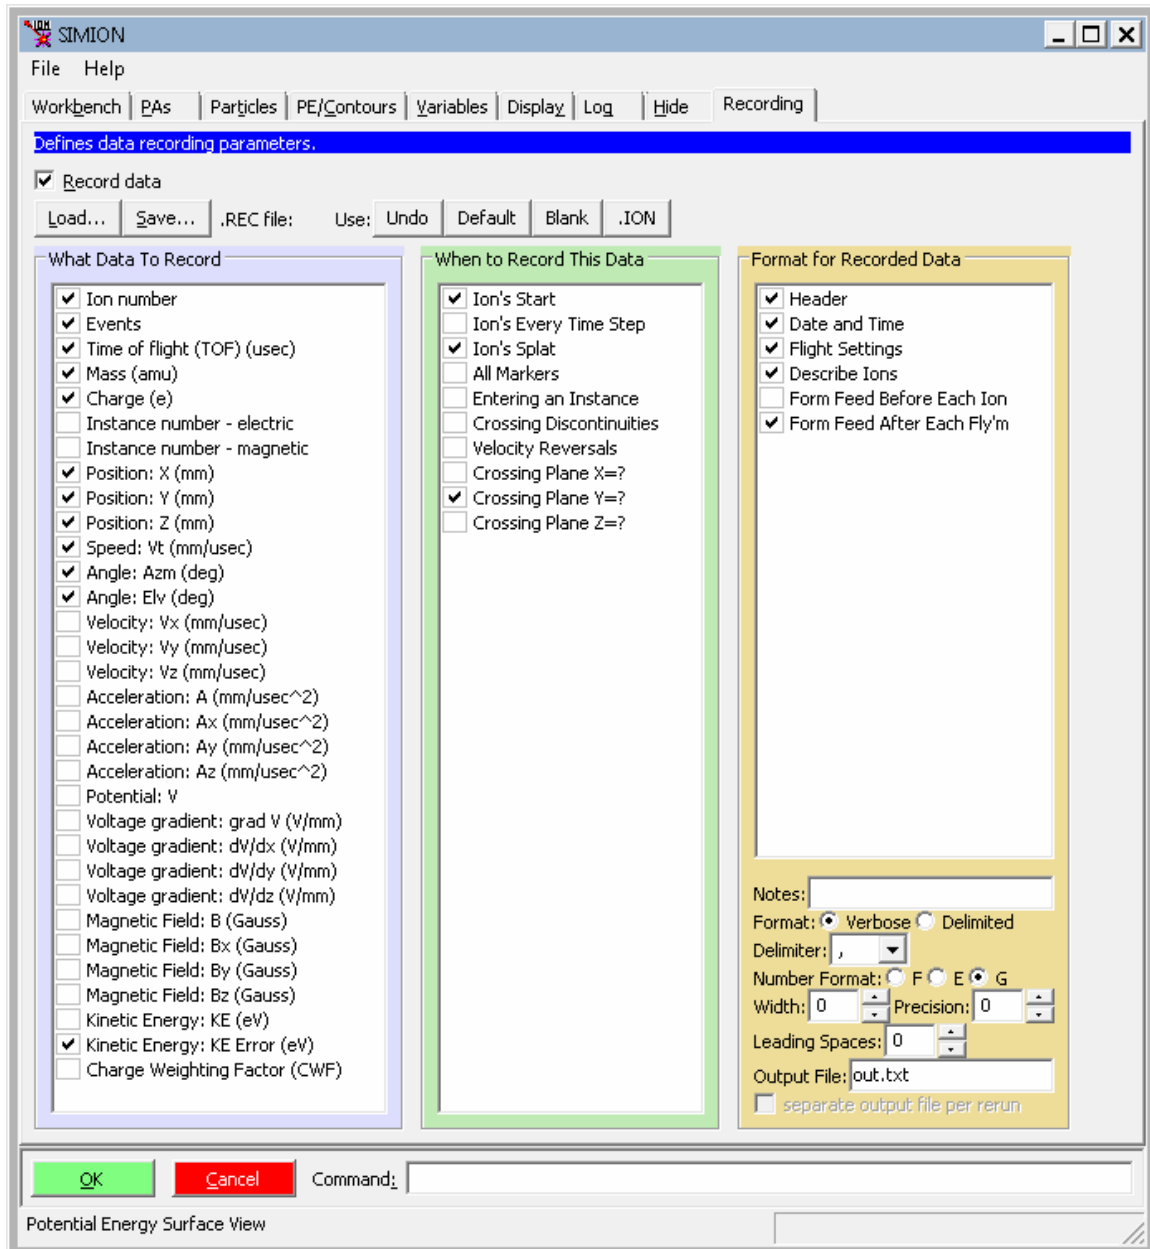 SIMION
File Help
Workbench PAs Particles PE/Contours Variables Display Log Hide Recording
Defines data recording parameters.
Record data
Load... Save... .REC file: Use: Undo Default Blank .ION
What Data To Record
Ion number
Events
Time of flight (TOF) (usec)
Mass (amu)
Charge (e)
Instance number - electric
Instance number - magnetic
Position: X (mm)
Position: Y (mm)
Position: Z (mm)
Speed: Vt (mm/usec)
Angle: Azm (deg)
Angle: Elv (deg)
Velocity: Vx (mm/usec)
Velocity: Vy (mm/usec)
Velocity: Vz (mm/usec)
Acceleration: A (mm/usec^2)
Acceleration: Ax (mm/usec^2)
Acceleration: Ay (mm/usec^2)
Acceleration: Az (mm/usec^2)
Potential: V
Voltage gradient: grad V (V/mm)
Voltage gradient: dV/dx (V/mm)
Voltage gradient: dV/dy (V/mm)
Voltage gradient: dV/dz (V/mm)
Magnetic Field: B (Gauss)
Magnetic Field: Bx (Gauss)
Magnetic Field: By (Gauss)
Magnetic Field: Bz (Gauss)
Kinetic Energy: KE (eV)
Kinetic Energy: KE Error (eV)
Charge Weighting Factor (CWF)
When to Record This Data
Ion's Start
Ion's Every Time Step
Ion's Splat
All Markers
Entering an Instance
Crossing Discontinuities
Velocity Reversals
Crossing Plane X=?
Crossing Plane Y=?
Crossing Plane Z=?
Format for Recorded Data
Header
Date and Time
Flight Settings
Describe Ions
Form Feed Before Each Ion
Form Feed After Each Fly'm
Notes:
Format: Verbose Delimited
Delimiter: ,
Number Format: F E G
Width: 0 Precision: 0
Leading Spaces: 0
Output File: out.txt
separate output file per rerun
OK Cancel Command:
Potential Energy Surface View